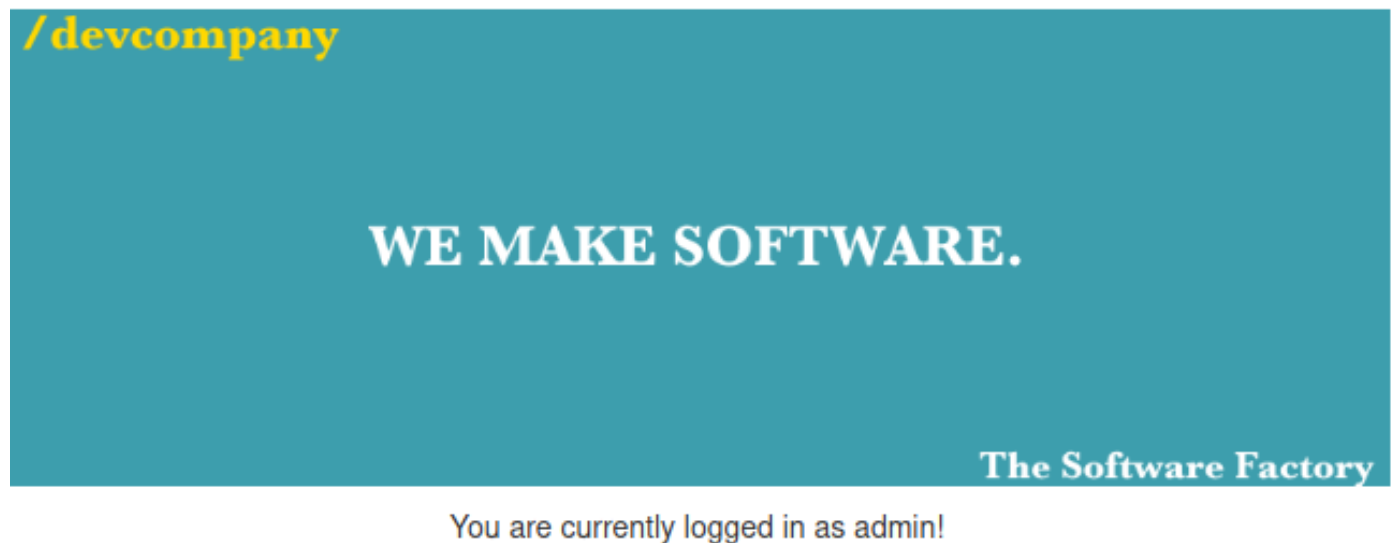 /devcompany
WE MAKE SOFTWARE.
The Software Factory
You are currently logged in as admin!